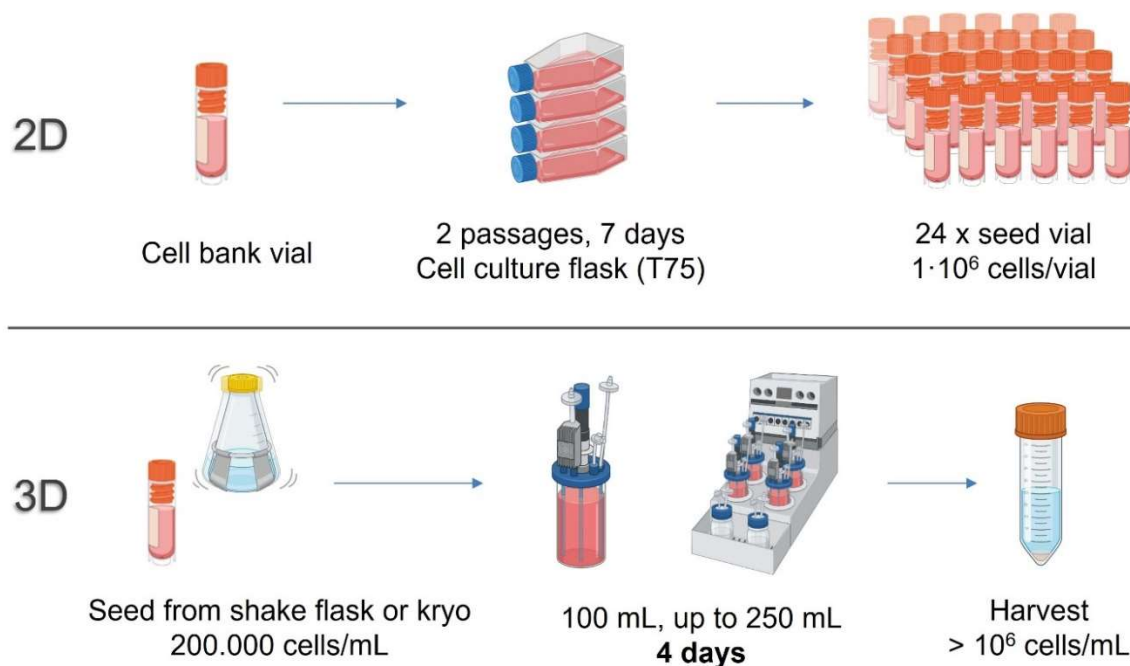 2D
Cell bank vial
2 passages, 7 days
Cell culture flask (T75)
24 x seed vial
1·10⁶ cells/vial
3D
Seed from shake flask or kryo
200.000 cells/mL
100 mL, up to 250 mL
4 days
Harvest
> 10⁶ cells/mL